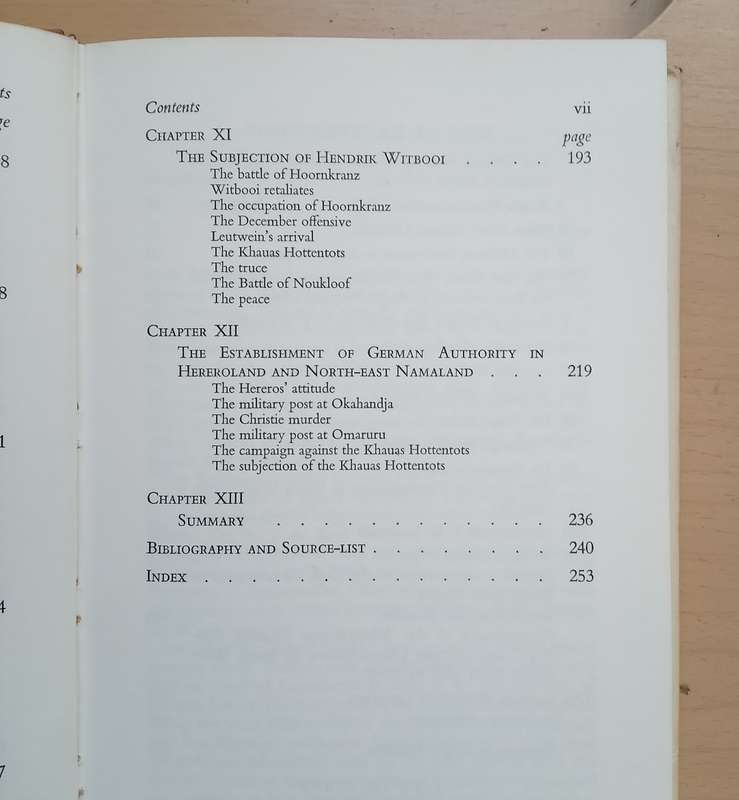 Contents vii
CHAPTER XI page
THE SUBJECTION OF HENDRIK WITBOOI . . . . 193
The battle of Hoornkranz
Witbooi retaliates
The occupation of Hoornkranz
The December offensive
Leutwein's arrival
The Khauas Hottentots
The truce
The Battle of Noukloof
The peace
CHAPTER XII
THE ESTABLISHMENT OF GERMAN AUTHORITY IN
HEREROLAND AND NORTH-EAST NAMALAND . . . 219
The Hereros' attitude
The military post at Okahandja
The Christie murder
The military post at Omaruru
The campaign against the Khauas Hottentots
The subjection of the Khauas Hottentots
CHAPTER XIII
SUMMARY . . . . . . . . . . . . 236
BIBLIOGRAPHY AND SOURCE-LIST . . . . . . . . 240
INDEX . . . . . . . . . . . . . . 253